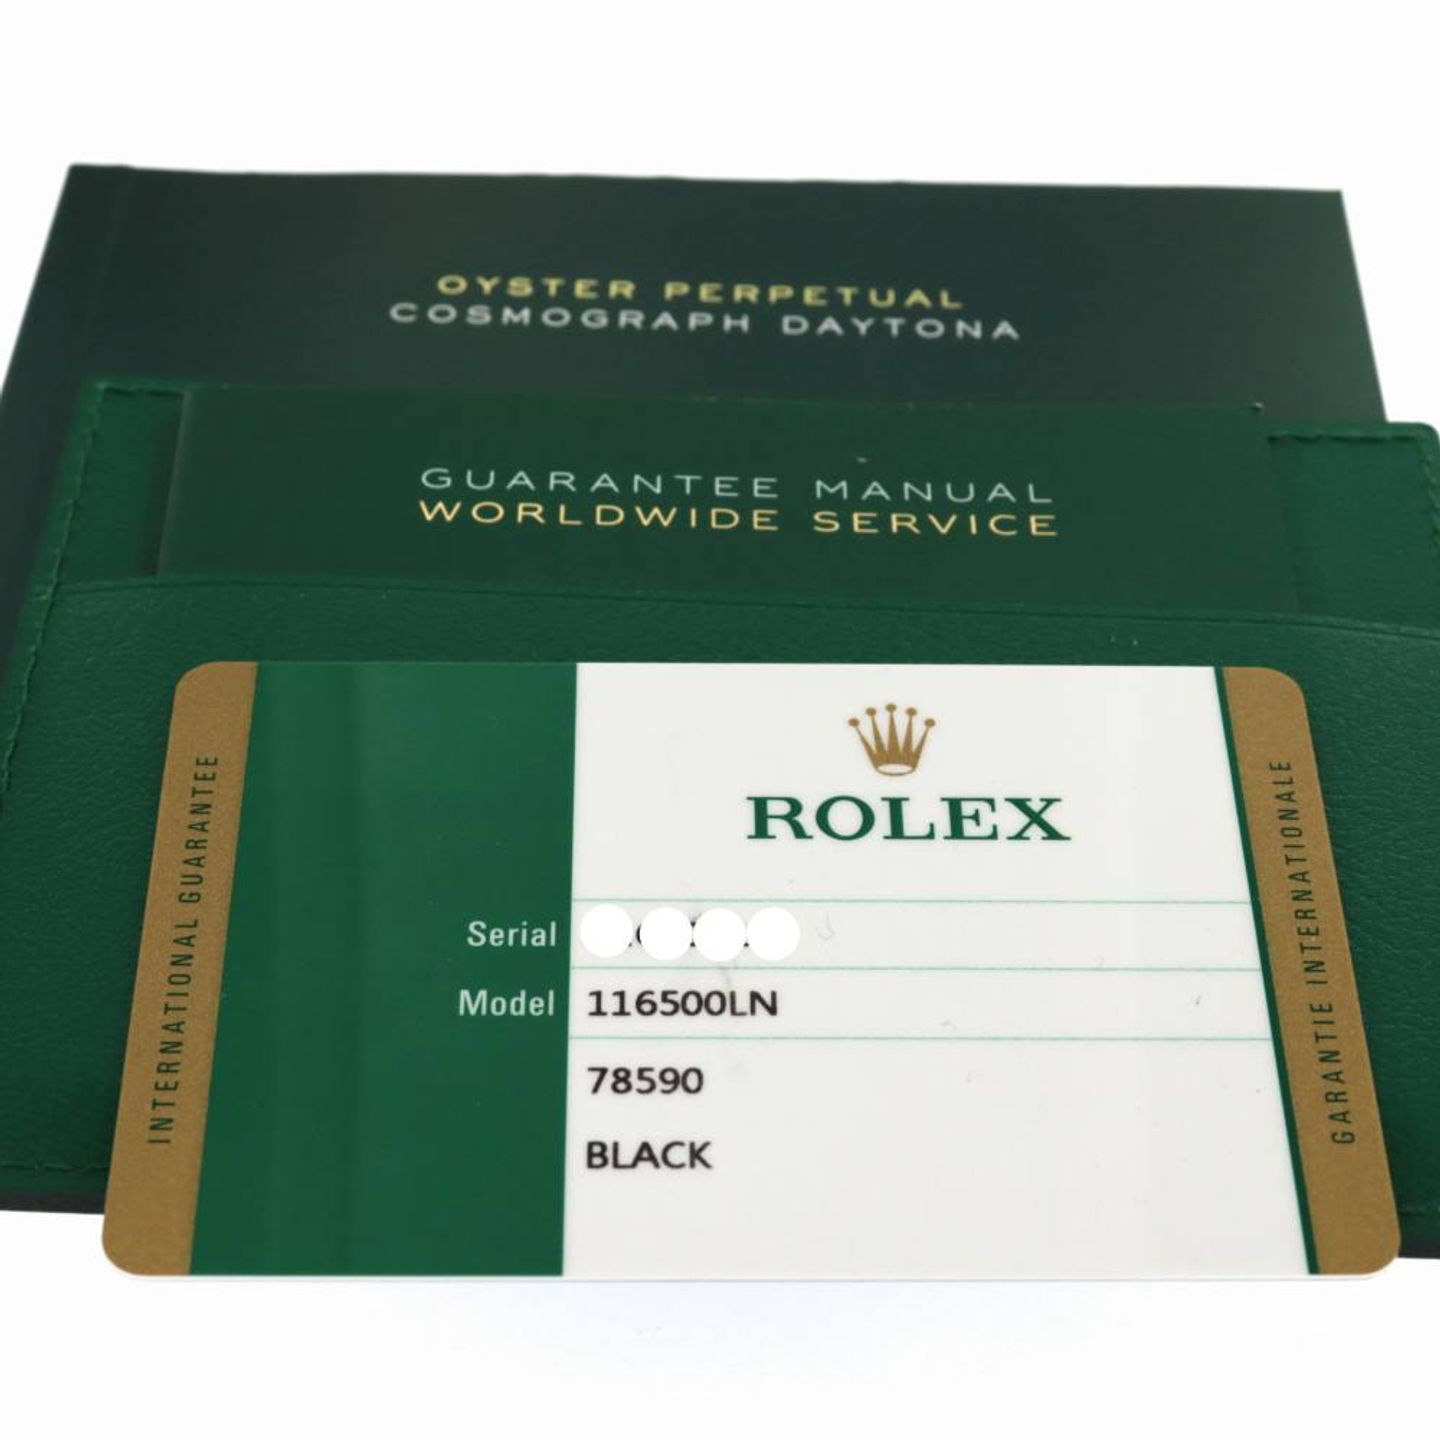 OYSTER PERPETUAL
COSMOGRAPH DAYTONA
GUARANTEE MANUAL
WORLDWIDE SERVICE
INTERNATIONAL GUARANTEE
ROLEX
Serial
Model 116500LN
78590
BLACK
GARANTIE INTERNATIONALE